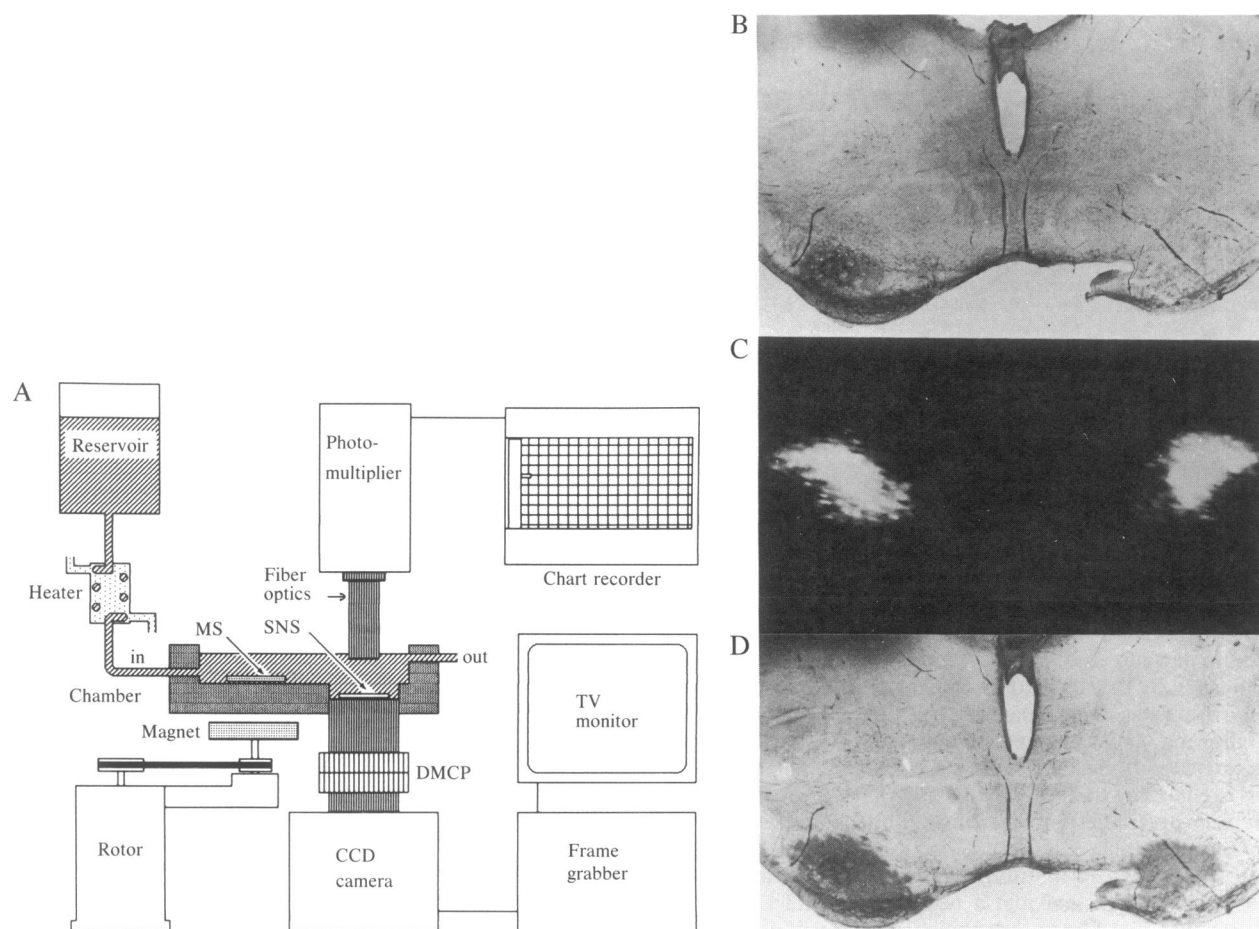 A
Reservoir
Heater
in
MS
Chamber
Magnet
Rotor
Photo-
multiplier
Fiber
optics
SNS
Chart recorder
out
DMCP
TV
monitor
CCD
camera
Frame
grabber
B
C
D